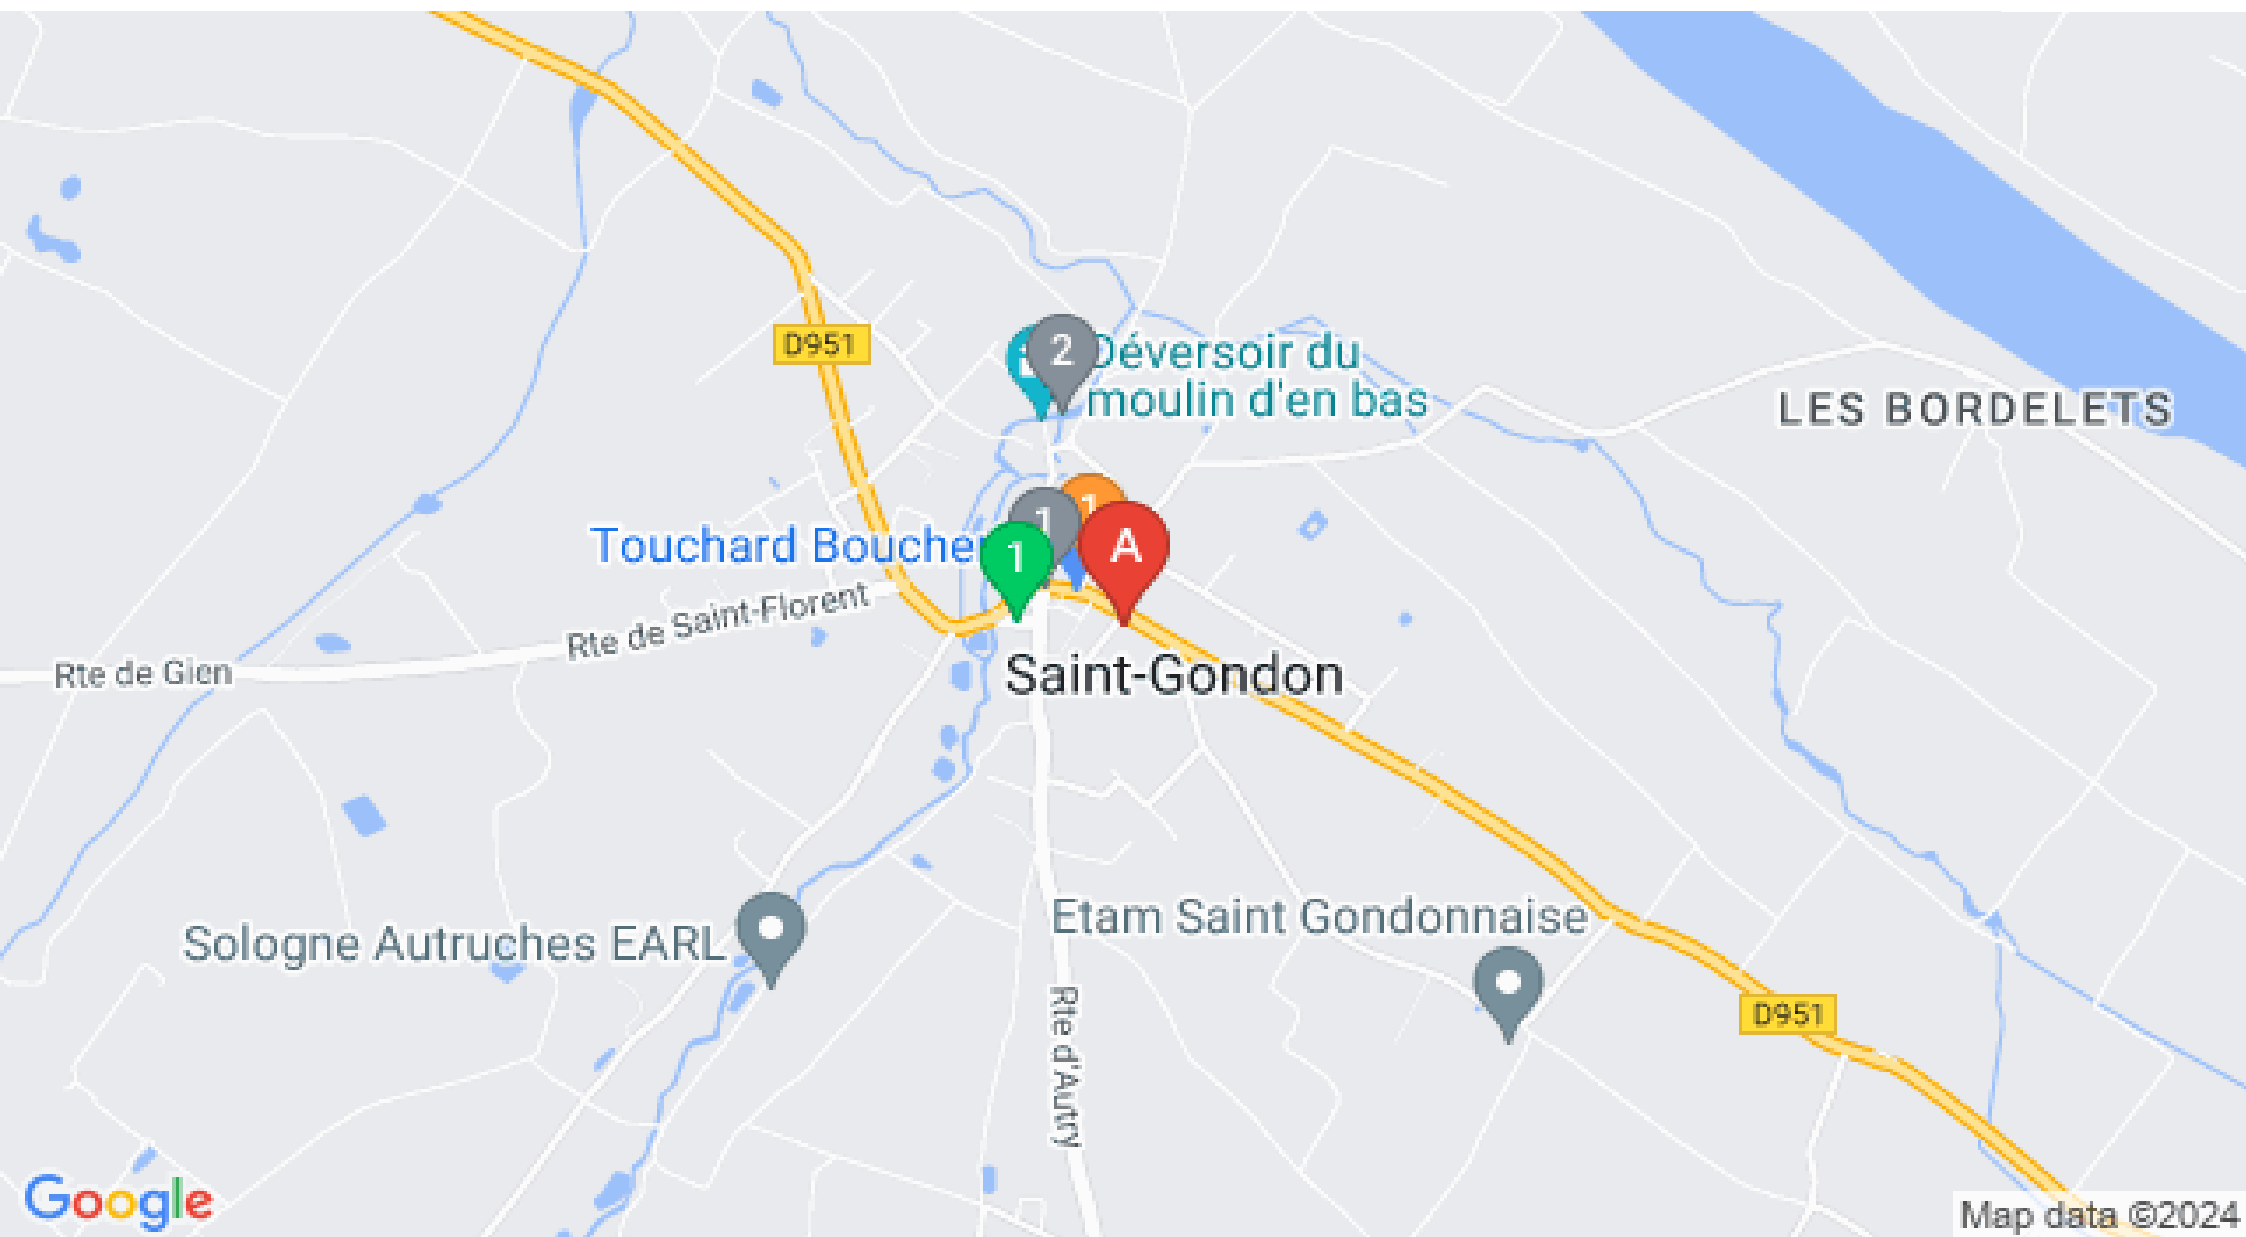 D951
2
Déversoir du
moulin d'en bas
LES BORDELETS
1
1
Touchard Boucher
1
A
Rte de Saint-Florent
Rte de Gien
Saint-Gondon
Sologne Autruches EARL
Etam Saint Gondonnaise
D951
Rte d'Autry
Google
Map data ©2024